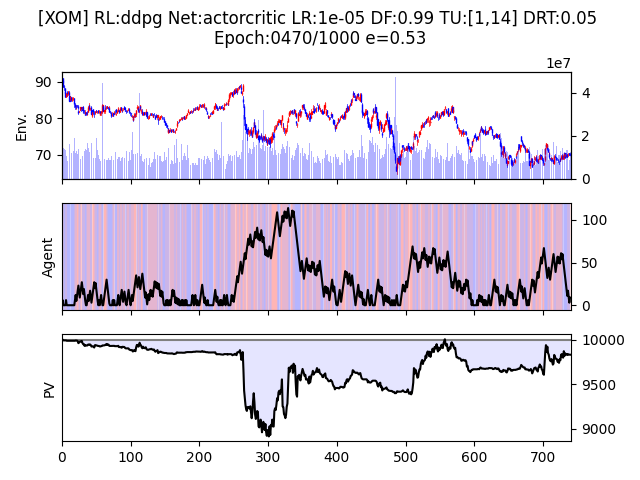 [XOM] RL:ddpg Net:actorcritic LR:1e-05 DF:0.99 TU:[1,14] DRT:0.05
Epoch:0470/1000 e=0.53
1e7
90
80
70
Env.
4
2
0
Agent
100
50
0
PV
10000
9500
9000
0 100 200 300 400 500 600 700